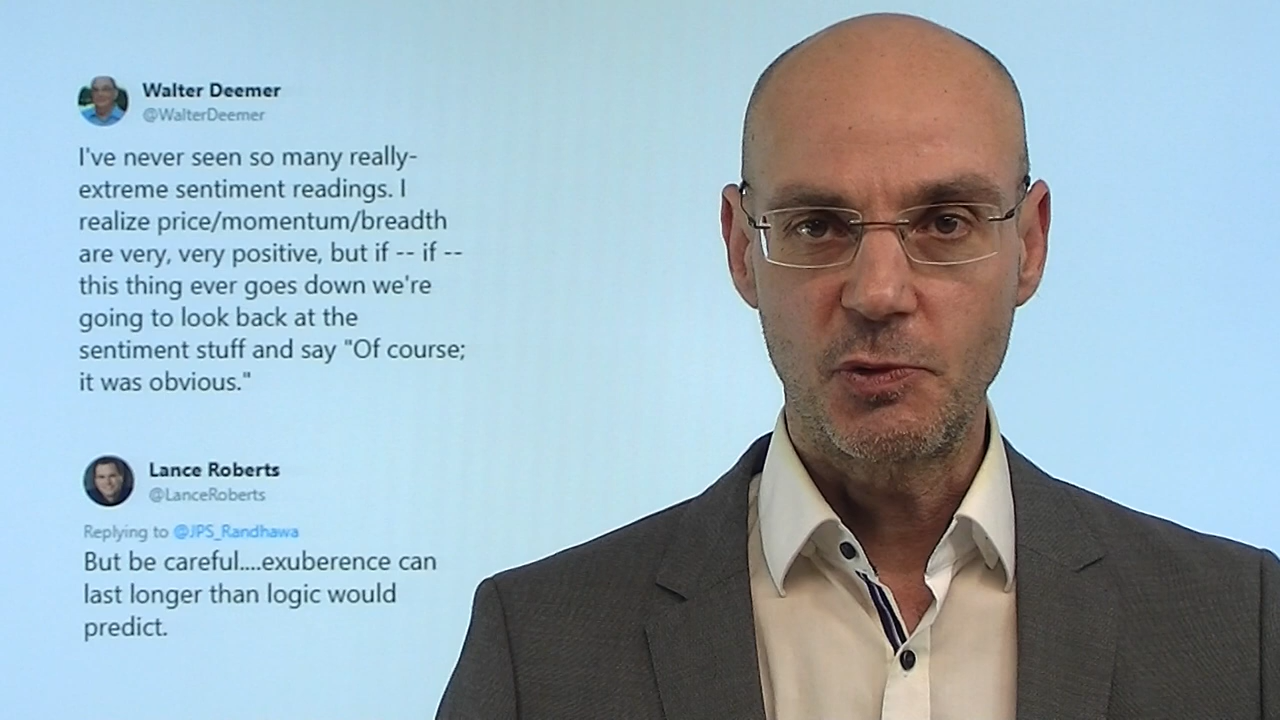 Walter Deemer
@WalterDeemer
I've never seen so many really-
extreme sentiment readings. I
realize price/momentum/breadth
are very, very positive, but if -- if --
this thing ever goes down we're
going to look back at the
sentiment stuff and say "Of course;
it was obvious."
Lance Roberts
@LanceRoberts
Replying to @JPS_Randhawa
But be careful....exuberence can
last longer than logic would
predict.